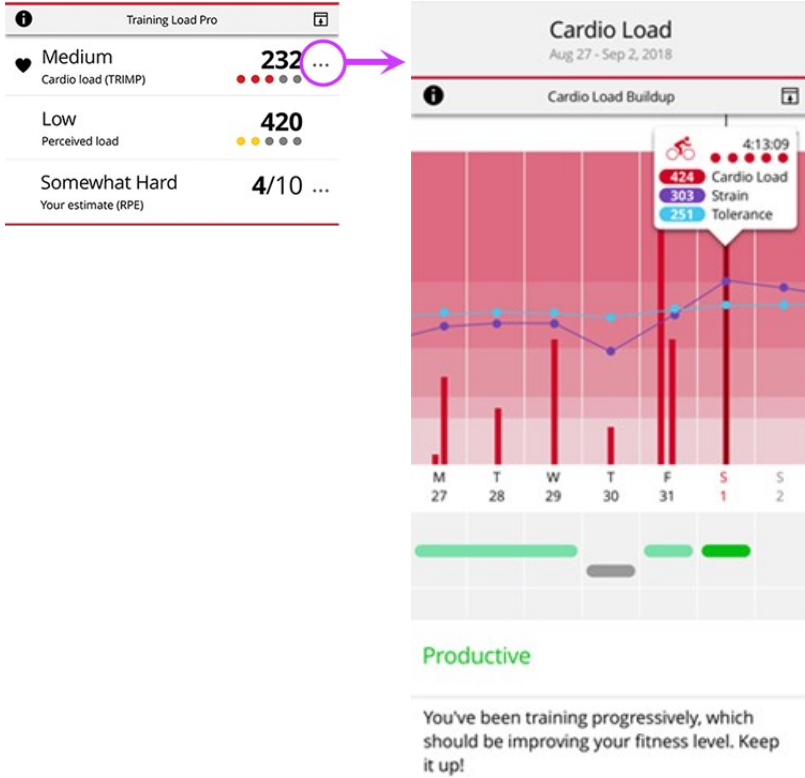 Training Load Pro
Medium 232 ...
Cardio load (TRIMP)
Low 420
Perceived load
Somewhat Hard 4/10 ...
Your estimate (RPE)
Cardio Load
Aug 27 - Sep 2, 2018
Cardio Load Buildup
4:13:09
424 Cardio Load
303 Strain
251 Tolerance
M T W T F S S
27 28 29 30 31 1 2
Productive
You've been training progressively, which
should be improving your fitness level. Keep
it up!